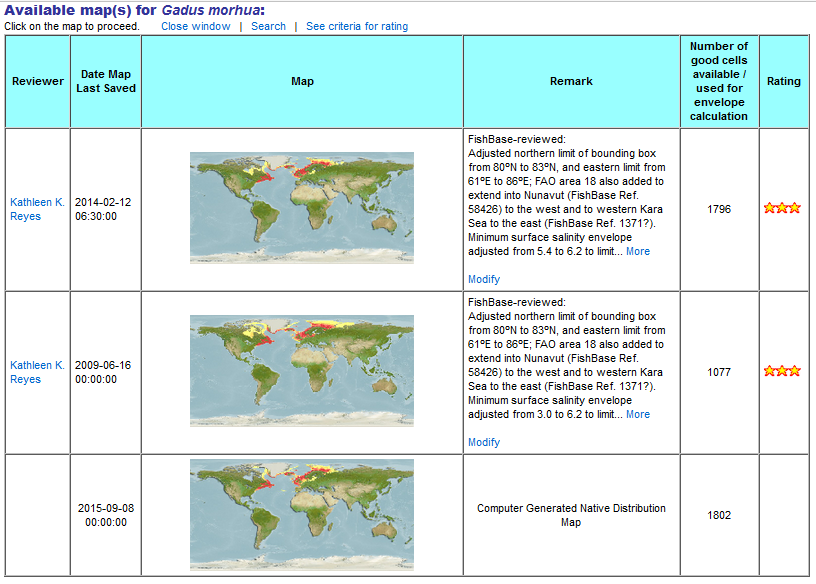 Available map(s) for Gadus morhua:
Click on the map to proceed. Close window | Search | See criteria for rating
Reviewer
Date Map
Last Saved
Map
Remark
Number of
good cells
available /
used for
envelope
calculation
Rating
Kathleen K.
Reyes
2014-02-12
06:30:00
FishBase-reviewed:
Adjusted northern limit of bounding box
from 80ºN to 83ºN, and eastern limit from
61ºE to 86ºE; FAO area 18 also added to
extend into Nunavut (FishBase Ref.
58426) to the west and to western Kara
Sea to the east (FishBase Ref. 1371?).
Minimum surface salinity envelope
adjusted from 5.4 to 6.2 to limit... More
Modify
1796
Kathleen K.
Reyes
2009-06-16
00:00:00
FishBase-reviewed:
Adjusted northern limit of bounding box
from 80ºN to 83ºN, and eastern limit from
61ºE to 86ºE; FAO area 18 also added to
extend into Nunavut (FishBase Ref.
58426) to the west and to western Kara
Sea to the east (FishBase Ref. 1371?).
Minimum surface salinity envelope
adjusted from 3.0 to 6.2 to limit... More
Modify
1077
2015-09-08
00:00:00
Computer Generated Native Distribution
Map
1802